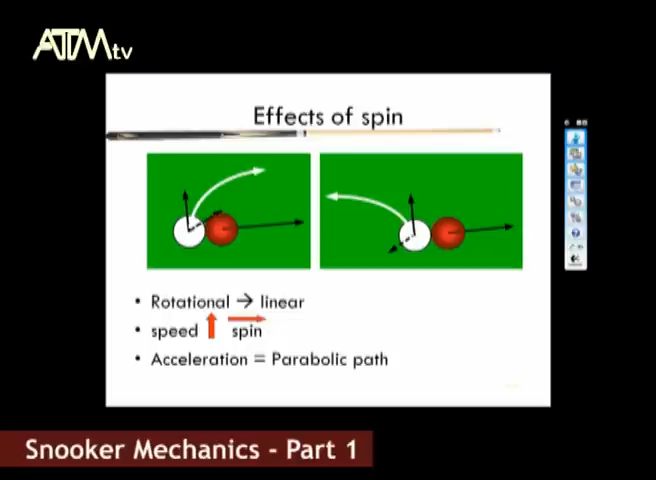 ATM tv
Effects of spin
• Rotational → linear
• speed ↑ spin
• Acceleration = Parabolic path
Snooker Mechanics - Part 1